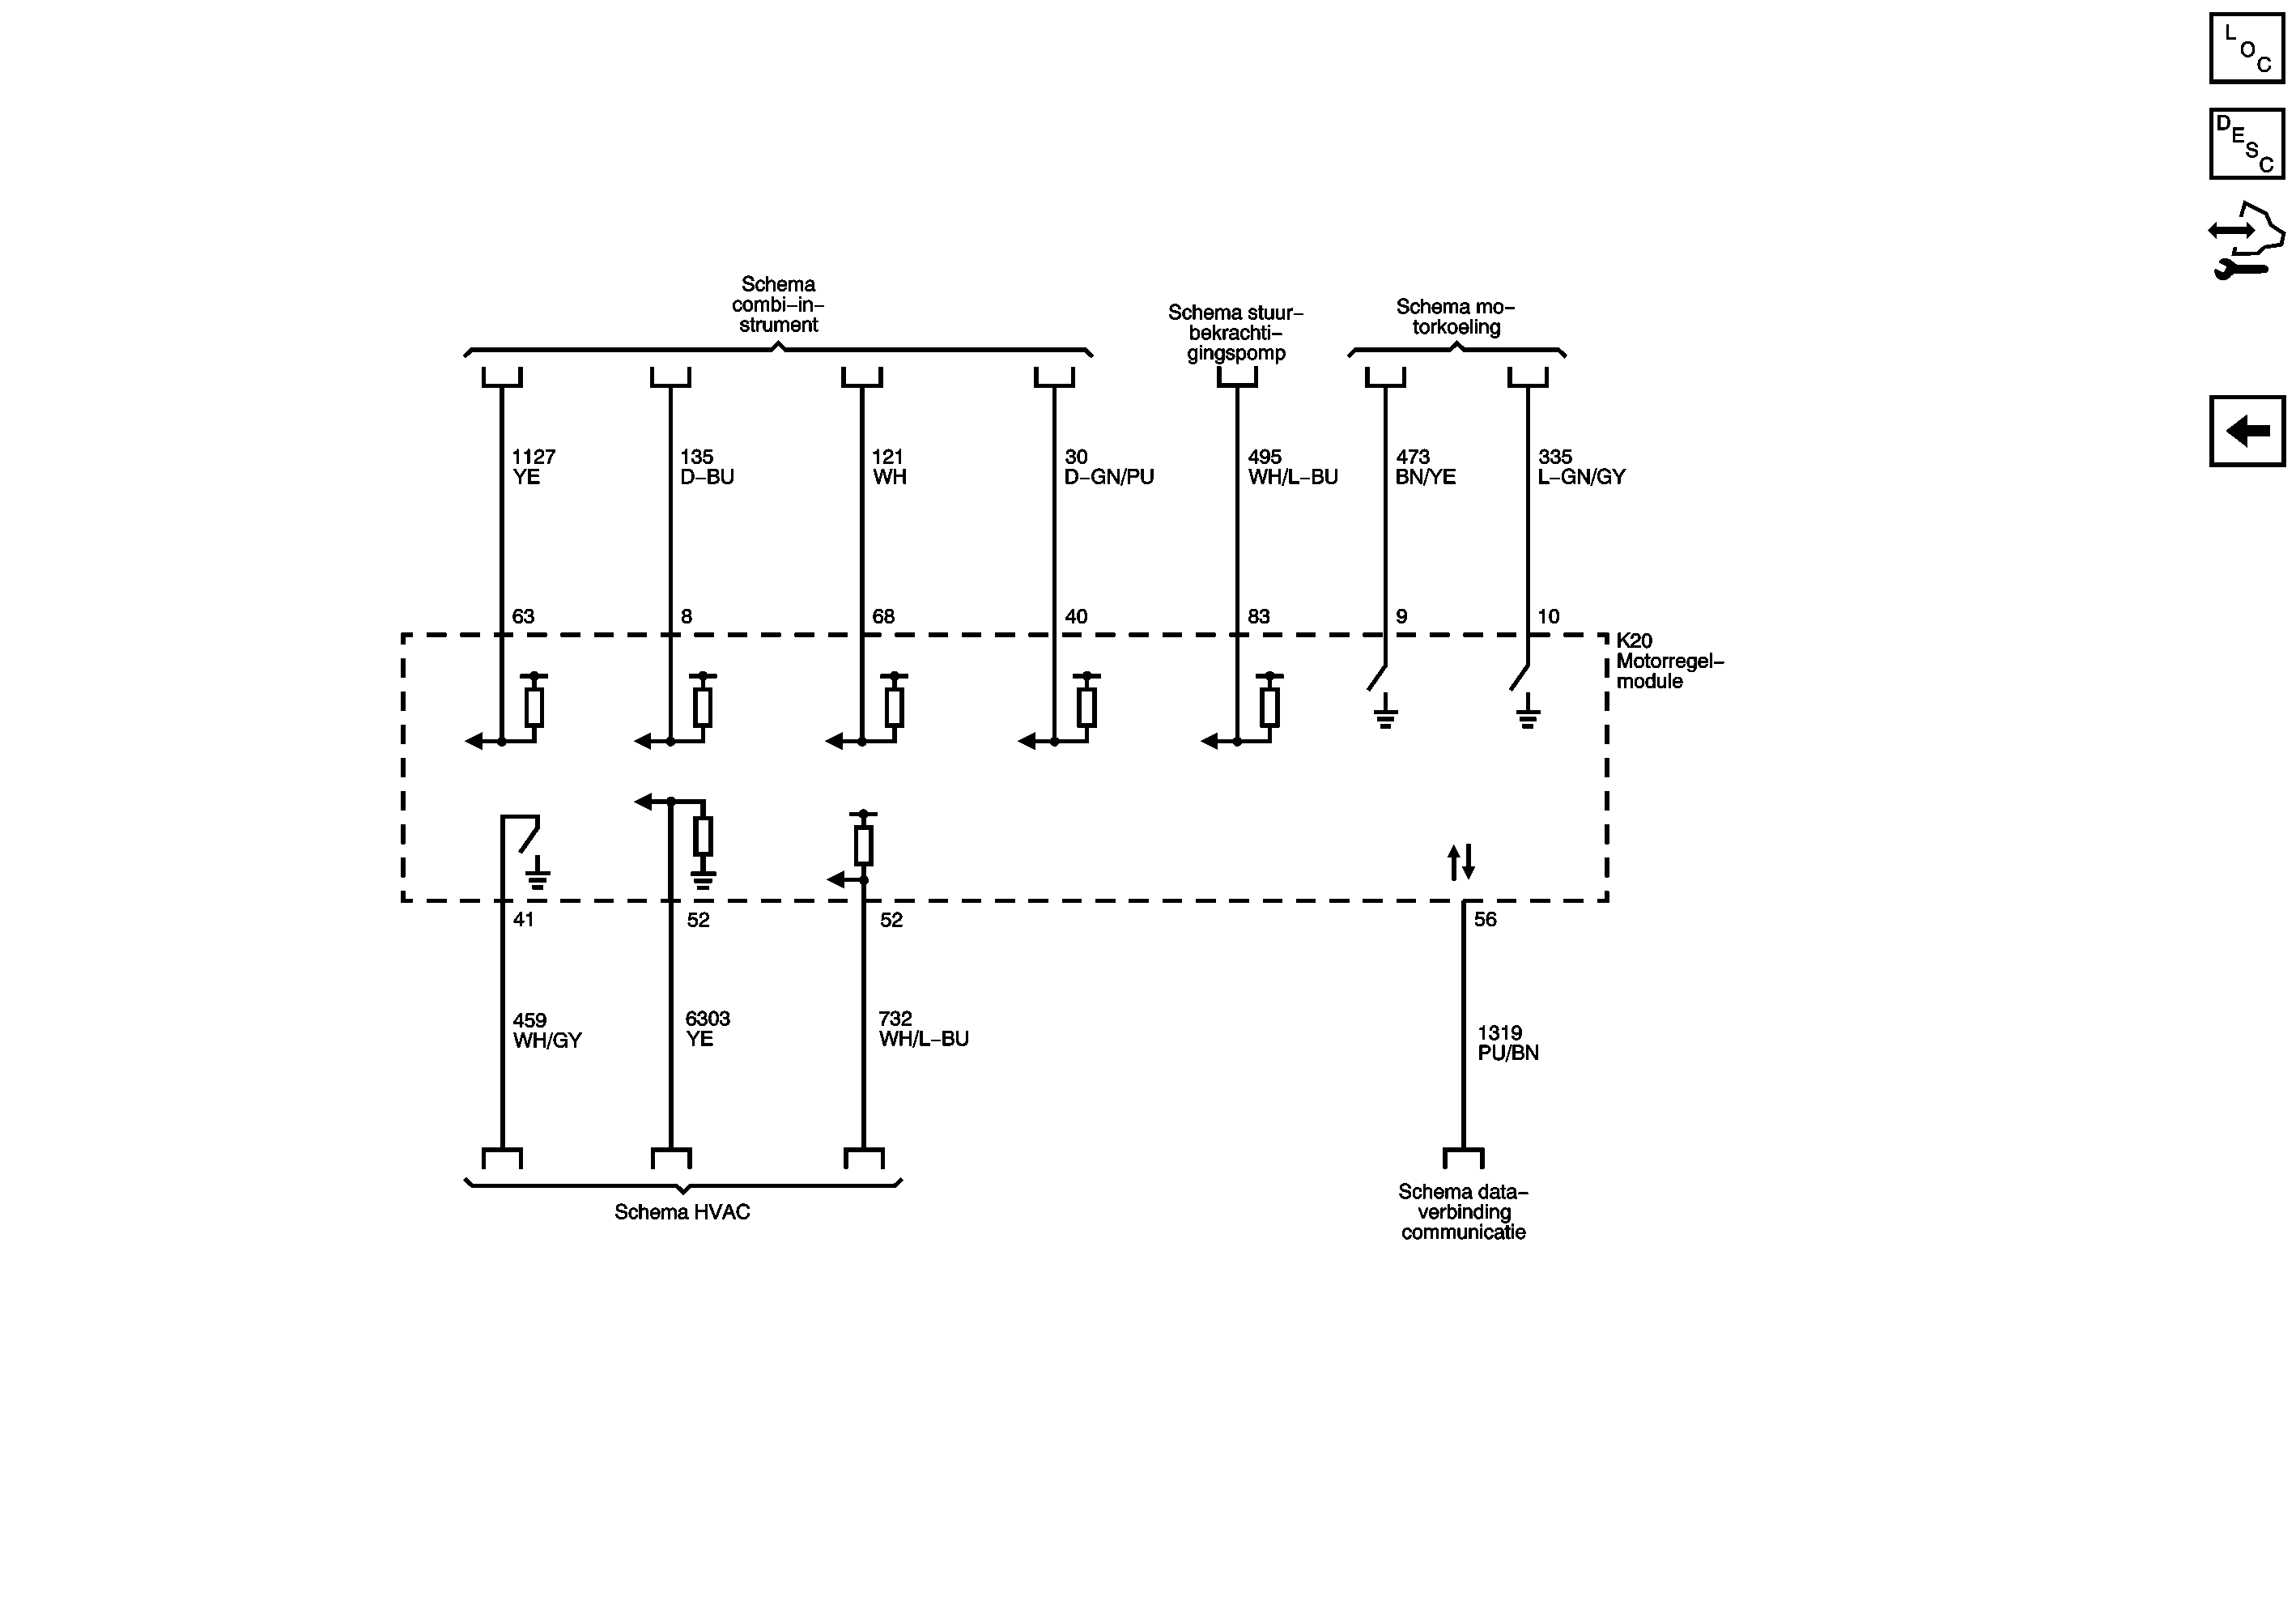 L
O
C
D
E
S
C
Schema
combi–in–
strument
Schema stuur–
bekrachti–
gingspomp
Schema mo–
torkoeling
1127
YE
135
D–BU
121
WH
30
D–GN/PU
495
WH/L–BU
473
BN/YE
335
L–GN/GY
63
8
68
40
83
9
10
K20
Motorregel–
module
41
52
52
56
459
WH/GY
6303
YE
732
WH/L–BU
1319
PU/BN
Schema HVAC
Schema data–
verbinding
communicatie